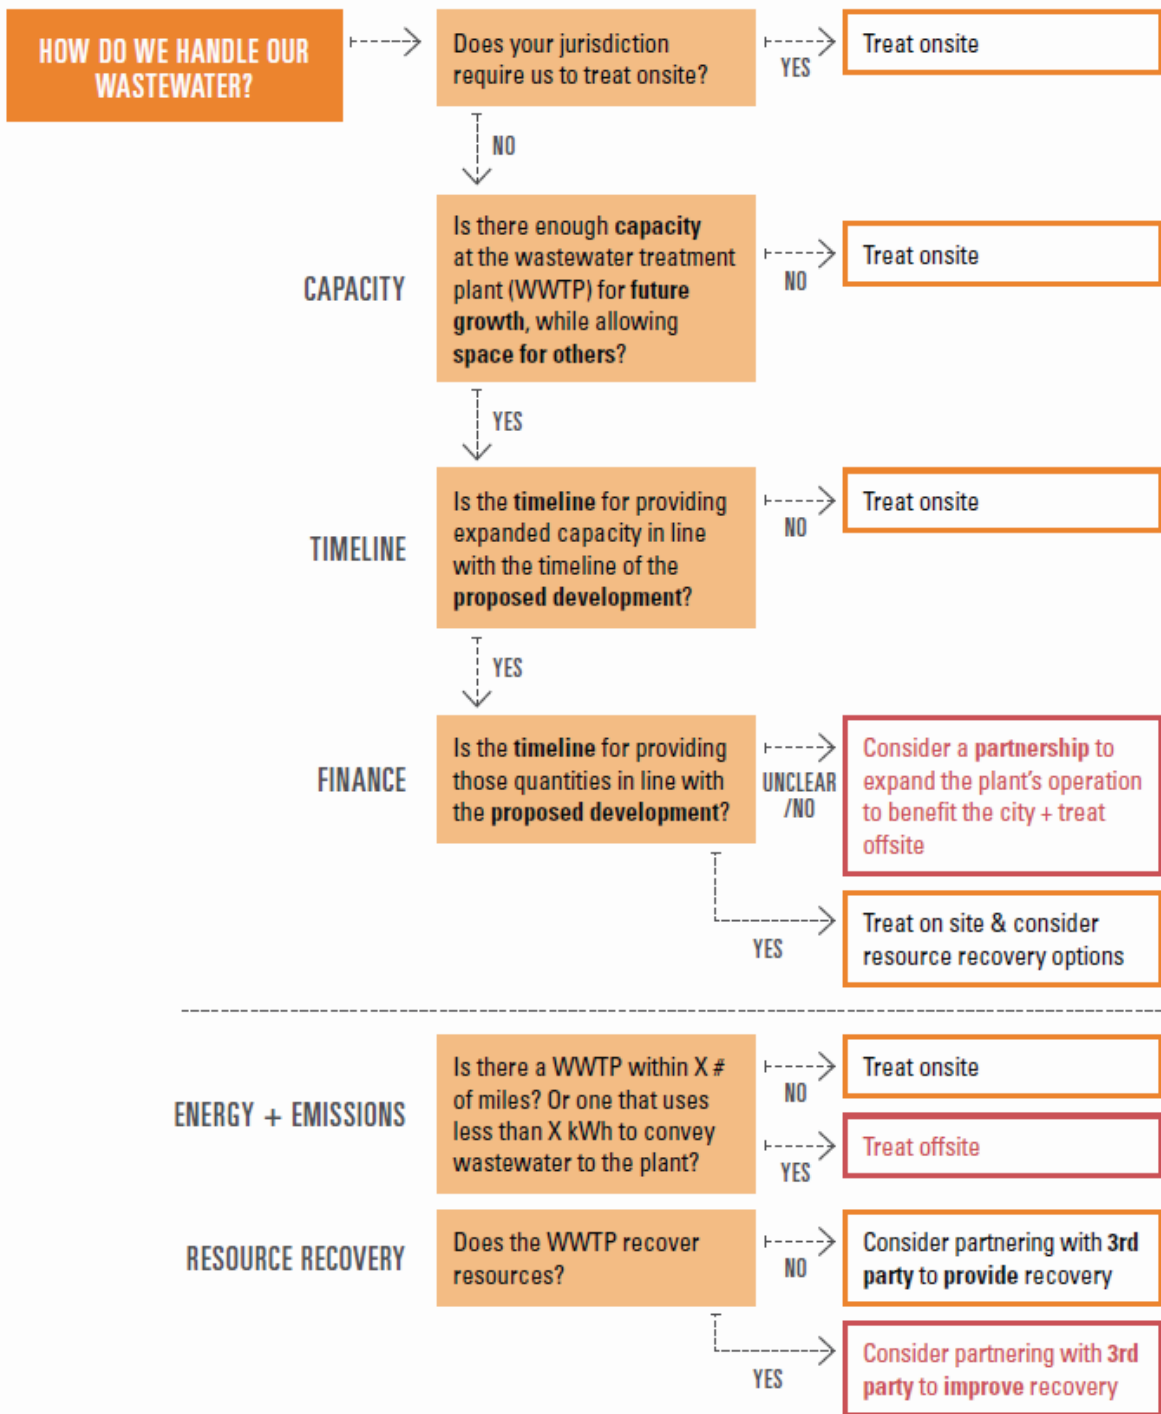 HOW DO WE HANDLE OUR
WASTEWATER?
Does your jurisdiction
require us to treat onsite?
YES
Treat onsite
NO
CAPACITY
Is there enough capacity
at the wastewater treatment
plant (WWTP) for future
growth, while allowing
space for others?
NO
Treat onsite
YES
TIMELINE
Is the timeline for providing
expanded capacity in line
with the timeline of the
proposed development?
NO
Treat onsite
YES
FINANCE
Is the timeline for providing
those quantities in line with
the proposed development?
UNCLEAR
/NO
Consider a partnership to
expand the plant's operation
to benefit the city + treat
offsite
YES
Treat on site & consider
resource recovery options
ENERGY + EMISSIONS
Is there a WWTP within X #
of miles? Or one that uses
less than X kWh to convey
wastewater to the plant?
NO
Treat onsite
YES
Treat offsite
RESOURCE RECOVERY
Does the WWTP recover
resources?
NO
Consider partnering with 3rd
party to provide recovery
YES
Consider partnering with 3rd
party to improve recovery